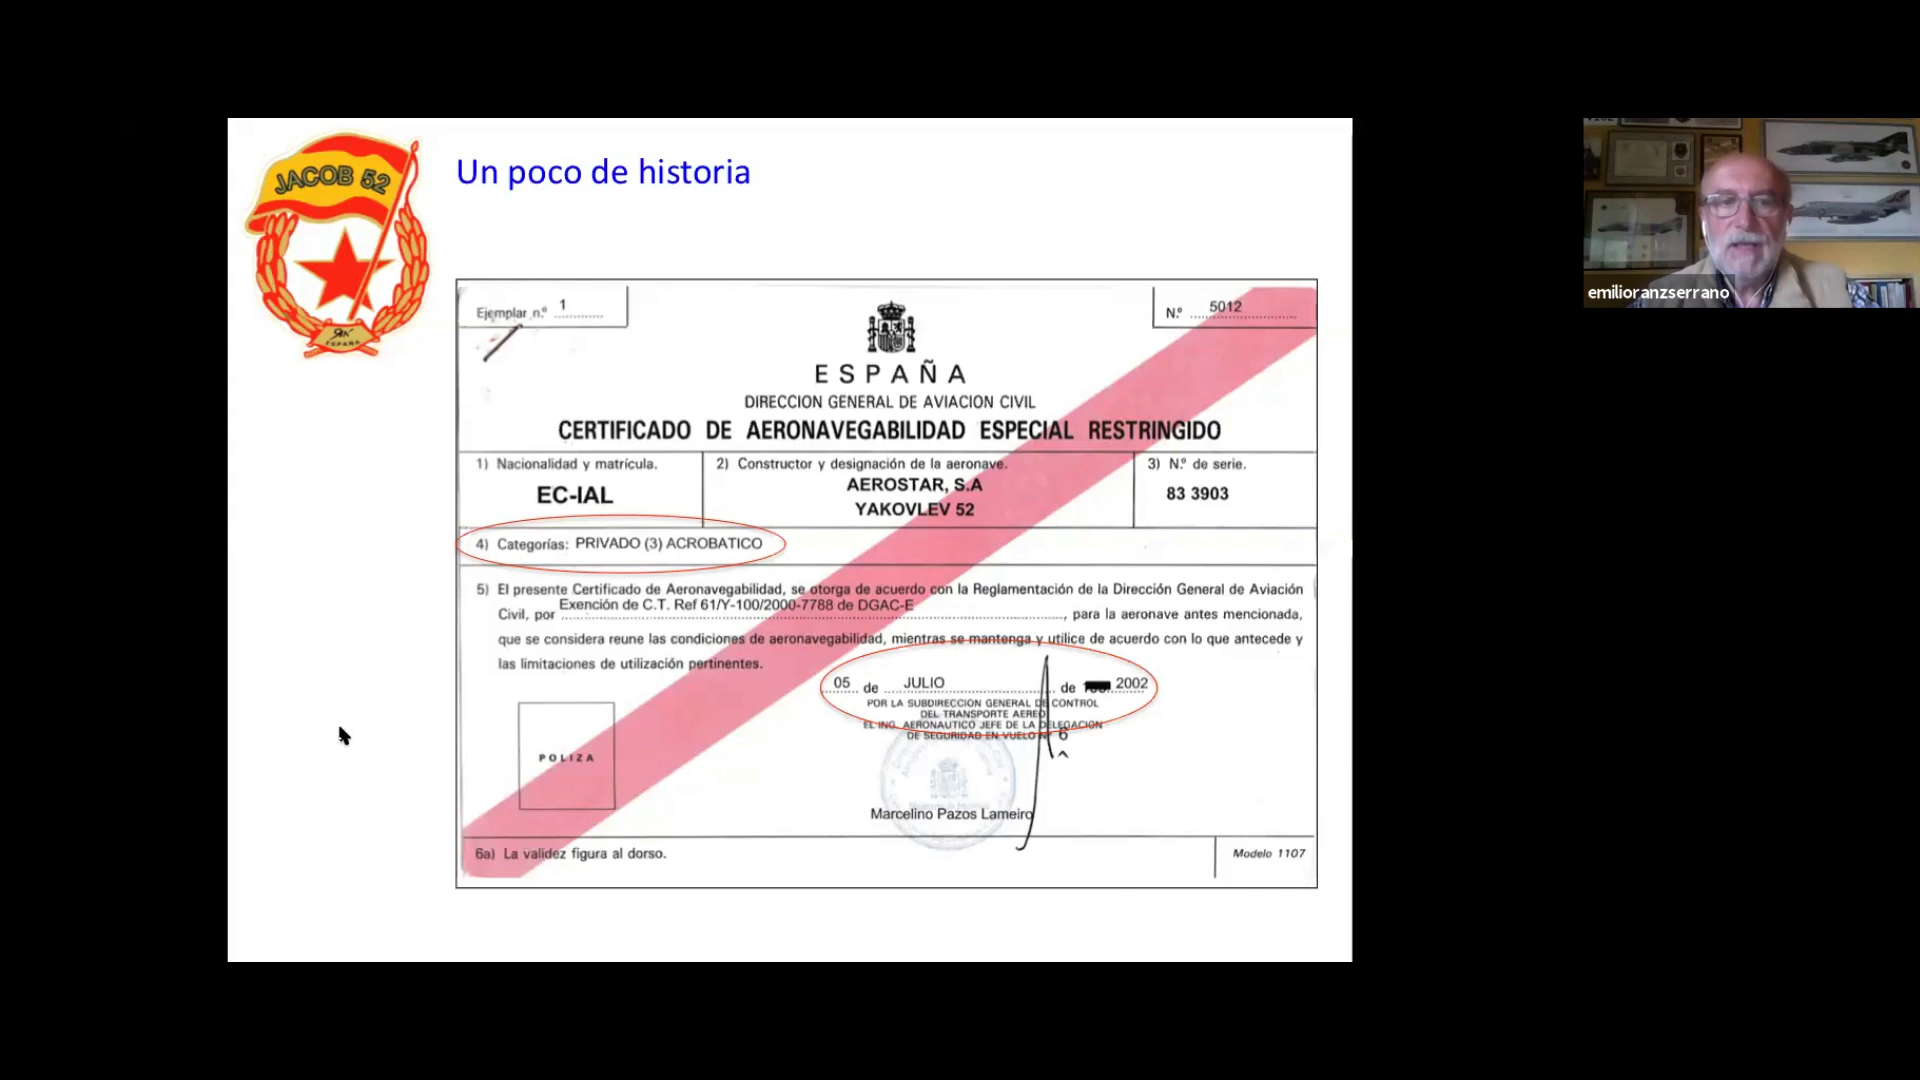 JACOB 52
ESPAÑA
Un poco de historia
Ejemplar n.º 1
N.º 5012
ESPAÑA
DIRECCION GENERAL DE AVIACION CIVIL
CERTIFICADO DE AERONAVEGABILIDAD ESPECIAL RESTRINGIDO
1) Nacionalidad y matrícula.
EC-IAL
2) Constructor y designación de la aeronave.
AEROSTAR, S.A
YAKOVLEV 52
3) N.º de serie.
83 3903
4) Categorías: PRIVADO (3) ACROBATICO
5) El presente Certificado de Aeronavegabilidad, se otorga de acuerdo con la Reglamentación de la Dirección General de Aviación
Civil, por Exención de C.T. Ref 61/Y-100/2000-7788 de DGAC-E, para la aeronave antes mencionada,
que se considera reune las condiciones de aeronavegabilidad, mientras se mantenga y utilice de acuerdo con lo que antecede y
las limitaciones de utilización pertinentes.
05 de JULIO de 2002
POR LA SUBDIRECCION GENERAL DE CONTROL
DEL TRANSPORTE AEREO
EL ING. AERONAUTICO JEFE DE LA DELEGACION
DE SEGURIDAD EN VUELO Nº 6
POLIZA
Marcelino Pazos Lameiro
6a) La validez figura al dorso.
Modelo 1107
emilioranzserrano